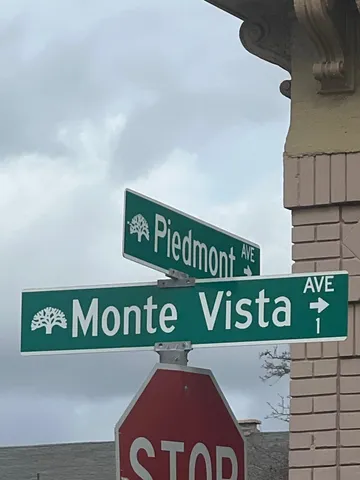 Piedmont AVE →
Monte Vista AVE → 1
STOP